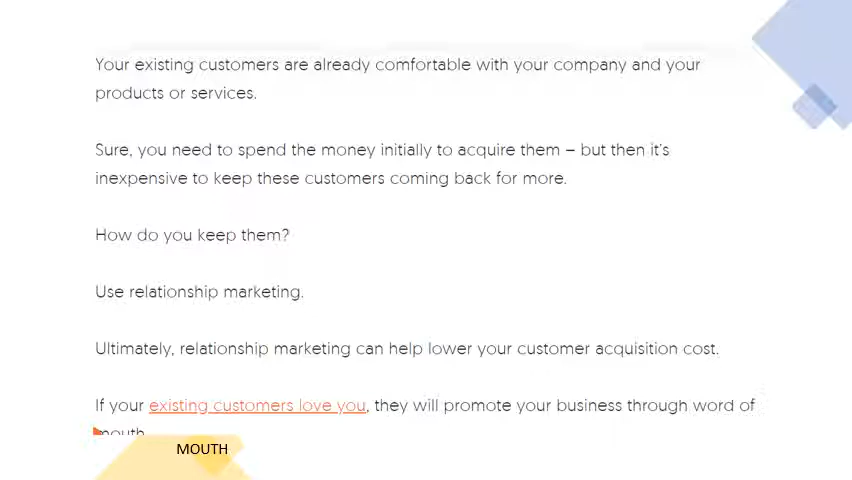 Your existing customers are already comfortable with your company and your
products or services.
Sure, you need to spend the money initially to acquire them – but then it's
inexpensive to keep these customers coming back for more.
How do you keep them?
Use relationship marketing.
Ultimately, relationship marketing can help lower your customer acquisition cost.
If your existing customers love you, they will promote your business through word of
mouth
MOUTH